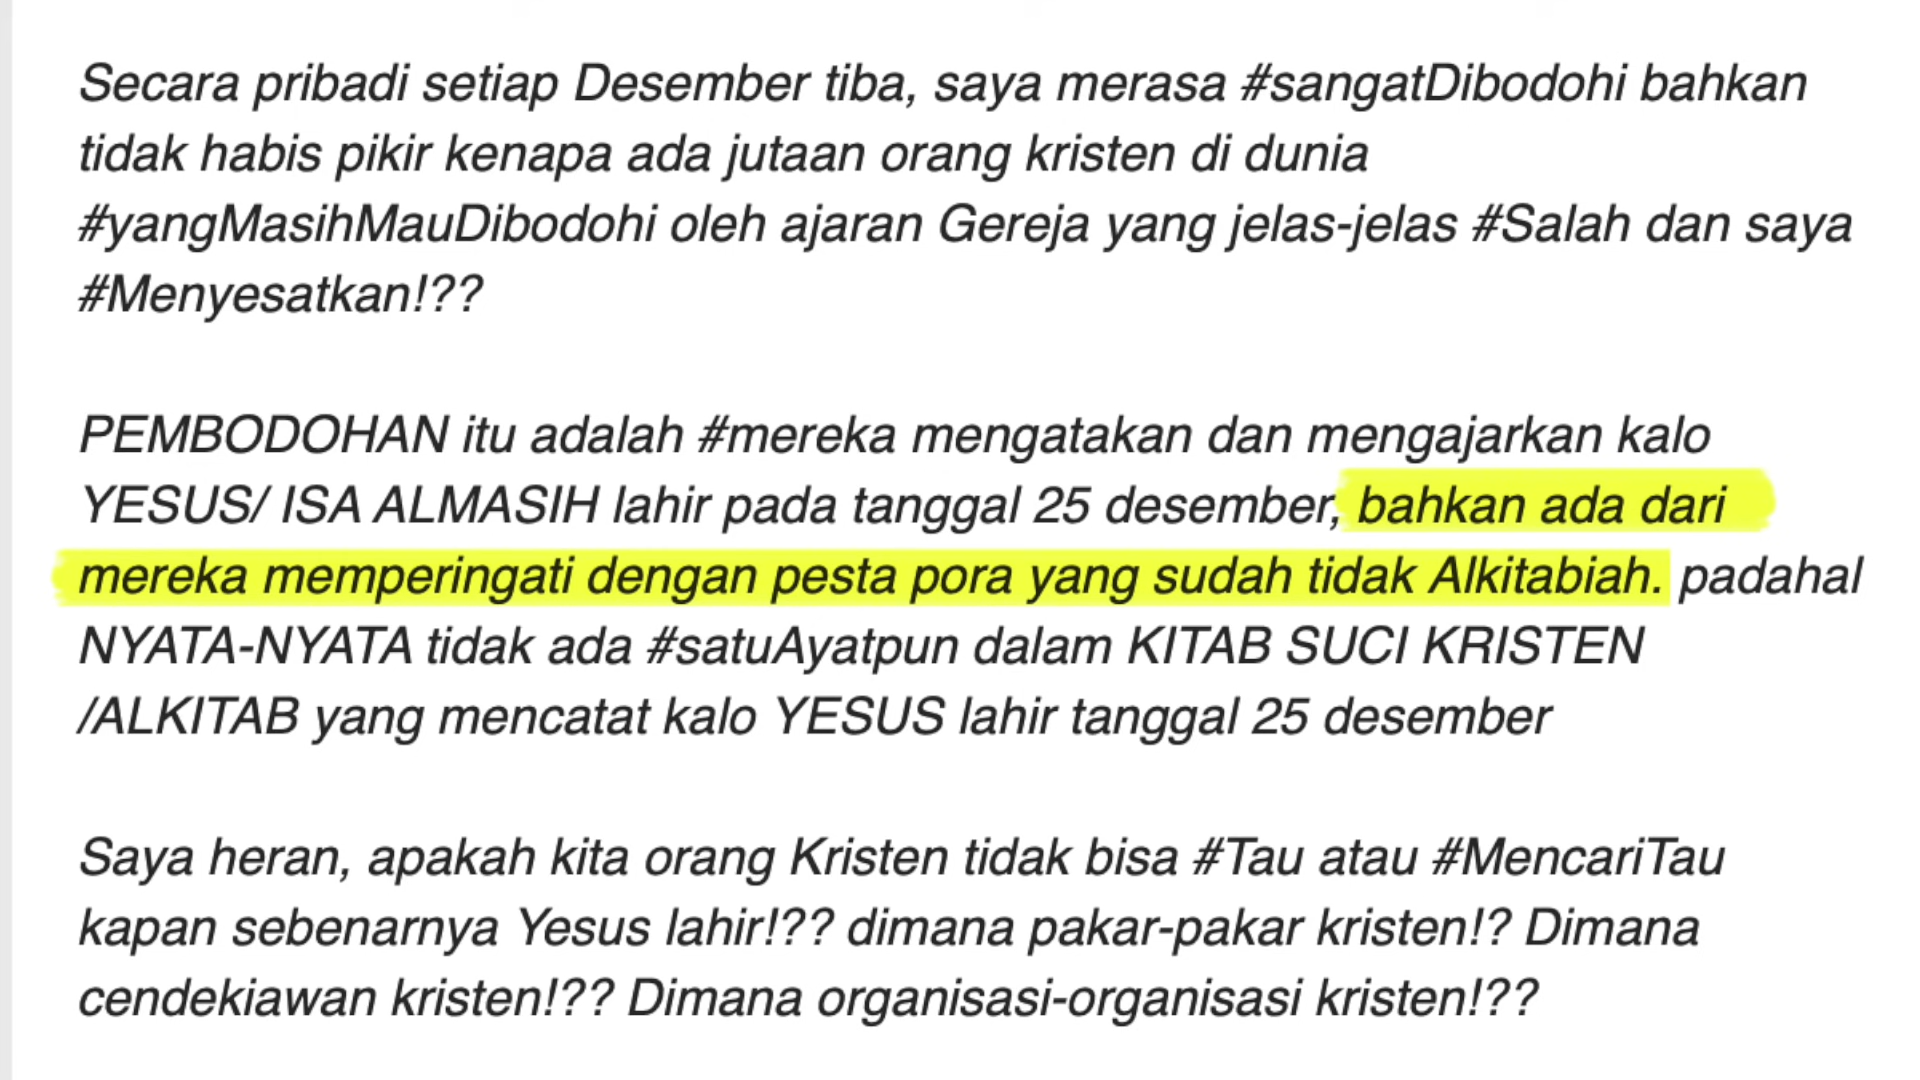 Secara pribadi setiap Desember tiba, saya merasa #sangatDibodohi bahkan
tidak habis pikir kenapa ada jutaan orang kristen di dunia
#yangMasihMauDibodohi oleh ajaran Gereja yang jelas-jelas #Salah dan saya
#Menyesatkan!??
PEMBODOHAN itu adalah #mereka mengatakan dan mengajarkan kalo
YESUS/ ISA ALMASIH lahir pada tanggal 25 desember, bahkan ada dari
mereka memperingati dengan pesta pora yang sudah tidak Alkitabiah. padahal
NYATA-NYATA tidak ada #satuAyatpun dalam KITAB SUCI KRISTEN
/ALKITAB yang mencatat kalo YESUS lahir tanggal 25 desember
Saya heran, apakah kita orang Kristen tidak bisa #Tau atau #MencariTau
kapan sebenarnya Yesus lahir!?? dimana pakar-pakar kristen!? Dimana
cendekiawan kristen!?? Dimana organisasi-organisasi kristen!??